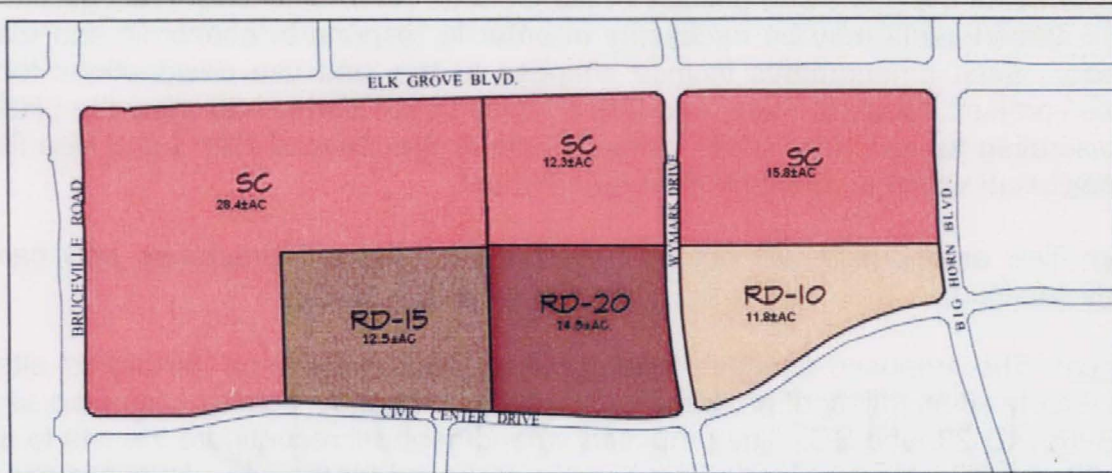 ELK GROVE BLVD.
BRUCEVILLE ROAD
SC
28.4±AC
SC
12.3±AC
WYMARK DRIVE
SC
15.8±AC
BIG HORN BLVD.
RD-15
12.5±AC
RD-20
RD-10
11.8±AC
CIVIC CENTER DRIVE